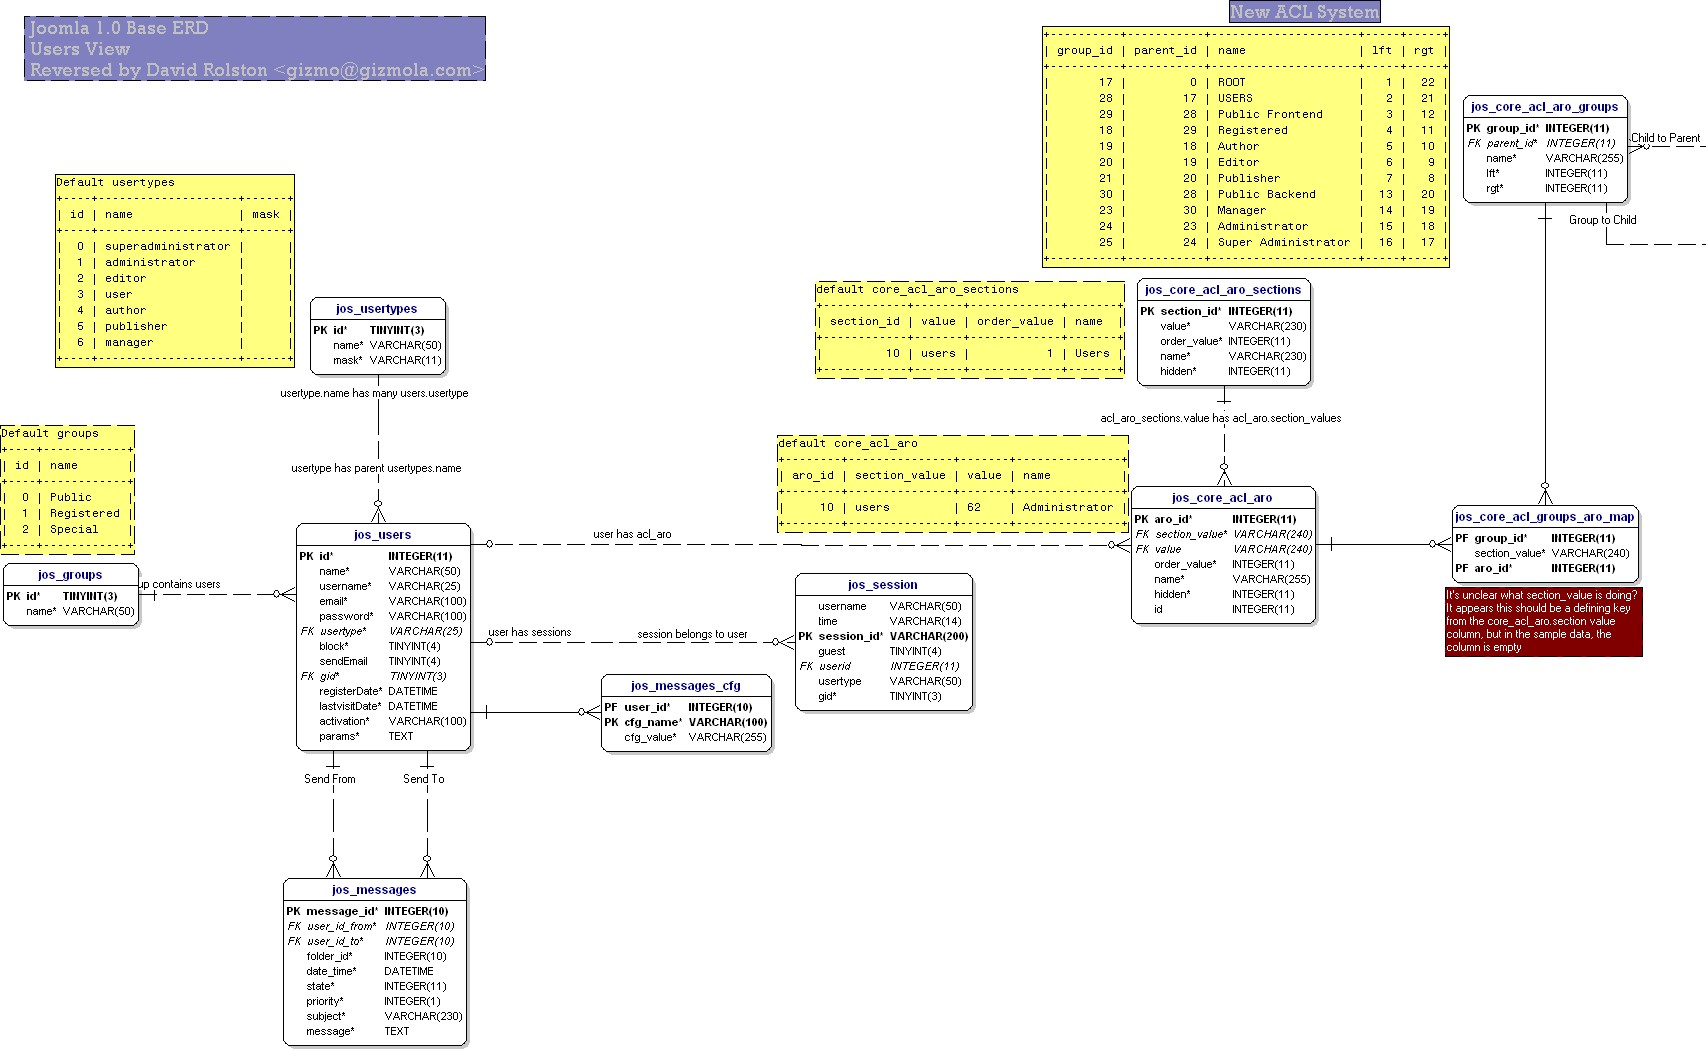 Joomla 1.0 Base ERD
Users View
Reversed by David Rolston <gizmo@gizmola.com>
New ACL System
| group_id | parent_id | name | lft | rgt |
| 17 | 0 | ROOT | 1 | 22 |
| 28 | 17 | USERS | 2 | 21 |
| 29 | 28 | Public Frontend | 3 | 12 |
| 18 | 29 | Registered | 4 | 11 |
| 19 | 18 | Author | 5 | 10 |
| 20 | 19 | Editor | 6 | 9 |
| 21 | 20 | Publisher | 7 | 8 |
| 30 | 28 | Public Backend | 13 | 20 |
| 23 | 30 | Manager | 14 | 19 |
| 24 | 23 | Administrator | 15 | 18 |
| 25 | 24 | Super Administrator | 16 | 17 |
jos_core_acl_aro_groups
PK group_id* INTEGER(11)
FK parent_id* INTEGER(11)
name* VARCHAR(255)
lft* INTEGER(11)
rgt* INTEGER(11)
Child to Parent
Group to Child
Default usertypes
| id | name | mask |
| 0 | superadministrator | |
| 1 | administrator | |
| 2 | editor | |
| 3 | user | |
| 4 | author | |
| 5 | publisher | |
| 6 | manager | |
jos_usertypes
PK id* TINYINT(3)
name* VARCHAR(50)
mask* VARCHAR(11)
usertype.name has many users.usertype
usertype has parent usertypes.name
default core_acl_aro_sections
| section_id | value | order_value | name |
| 10 | users | 1 | Users |
jos_core_acl_aro_sections
PK section_id* INTEGER(11)
value* VARCHAR(230)
order_value* INTEGER(11)
name* VARCHAR(230)
hidden* INTEGER(11)
acl_aro_sections.value has acl_aro.section_values
Default groups
| id | name |
| 0 | Public |
| 1 | Registered |
| 2 | Special |
jos_groups
PK id* TINYINT(3)
name* VARCHAR(50)
up contains users
default core_acl_aro
| aro_id | section_value | value | name |
| 10 | users | 62 | Administrator |
jos_core_acl_aro
PK aro_id* INTEGER(11)
FK section_value* VARCHAR(240)
FK value VARCHAR(240)
order_value* INTEGER(11)
name* VARCHAR(255)
hidden* INTEGER(11)
id INTEGER(11)
jos_core_acl_groups_aro_map
PF group_id* INTEGER(11)
section_value* VARCHAR(240)
PF aro_id* INTEGER(11)
It's unclear what section_value is doing?
It appears this should be a defining key
from the core_acl_aro.section value
column, but in the sample data, the
column is empty
jos_users
PK id* INTEGER(11)
name* VARCHAR(50)
username* VARCHAR(25)
email* VARCHAR(100)
password* VARCHAR(100)
FK usertype* VARCHAR(25)
block* TINYINT(4)
sendEmail TINYINT(4)
FK gid* TINYINT(3)
registerDate* DATETIME
lastvisitDate* DATETIME
activation* VARCHAR(100)
params* TEXT
user has acl_aro
user has sessions
session belongs to user
jos_session
username VARCHAR(50)
time VARCHAR(14)
PK session_id* VARCHAR(200)
guest TINYINT(4)
FK userid INTEGER(11)
usertype VARCHAR(50)
gid* TINYINT(3)
jos_messages_cfg
PF user_id* INTEGER(10)
PK cfg_name* VARCHAR(100)
cfg_value* VARCHAR(255)
Send From
Send To
jos_messages
PK message_id* INTEGER(10)
FK user_id_from* INTEGER(10)
FK user_id_to* INTEGER(10)
folder_id* INTEGER(10)
date_time* DATETIME
state* INTEGER(11)
priority* INTEGER(1)
subject* VARCHAR(230)
message* TEXT